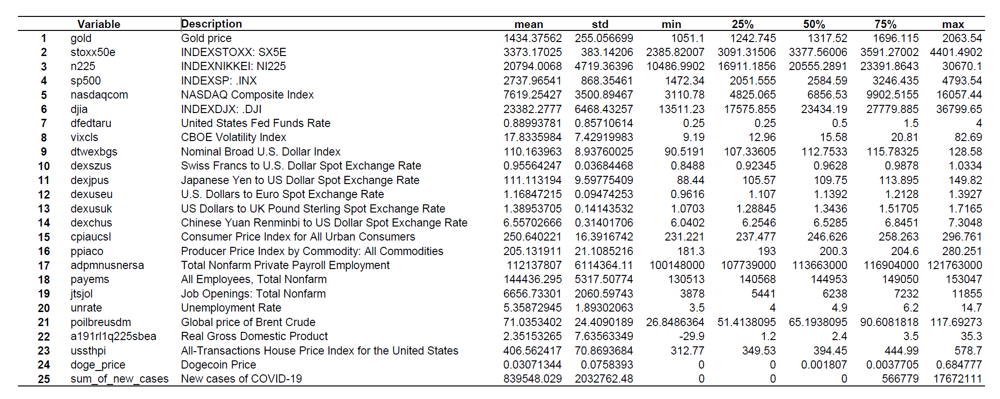 Variable Description mean std min 25% 50% 75% max
1 gold Gold price 1434.37562 255.056699 1051.1 1242.745 1317.52 1696.115 2063.54
2 stoxx50e INDEXSTOXX: SX5E 3373.17025 383.14206 2385.82007 3091.31506 3377.56006 3591.27002 4401.4902
3 n225 INDEXNIKKEI: NI225 20794.0068 4719.36396 10486.9902 16911.1856 20555.2891 23391.8643 30670.1
4 sp500 INDEXSP: .INX 2737.96541 868.35461 1472.34 2051.555 2584.59 3246.435 4793.54
5 nasdaqcom NASDAQ Composite Index 7619.25427 3500.89467 3110.78 4825.065 6856.53 9902.5155 16057.44
6 djia INDEXDJX: .DJI 23382.2777 6468.43257 13511.23 17575.855 23434.19 27779.885 36799.65
7 dfedtaru United States Fed Funds Rate 0.88993781 0.85710614 0.25 0.25 0.5 1.5 4
8 vixcls CBOE Volatility Index 17.8335984 7.42919983 9.19 12.96 15.58 20.81 82.69
9 dtwexbgs Nominal Broad U.S. Dollar Index 110.163963 8.93760025 90.5191 107.33605 112.7533 115.78325 128.58
10 dexszus Swiss Francs to U.S. Dollar Spot Exchange Rate 0.95564247 0.03684468 0.8488 0.92345 0.9628 0.9878 1.0334
11 dexjpus Japanese Yen to US Dollar Spot Exchange Rate 111.113194 9.59775409 88.44 105.57 109.75 113.895 149.82
12 dexuseu U.S. Dollars to Euro Spot Exchange Rate 1.16847215 0.09474253 0.9616 1.107 1.1392 1.2128 1.3927
13 dexusuk US Dollars to UK Pound Sterling Spot Exchange Rate 1.38953705 0.14143532 1.0703 1.28845 1.3436 1.51705 1.7165
14 dexchus Chinese Yuan Renminbi to US Dollar Spot Exchange Rate 6.55702666 0.31401706 6.0402 6.2546 6.5285 6.8451 7.3048
15 cpiaucsl Consumer Price Index for All Urban Consumers 250.640221 16.3916742 231.221 237.477 246.626 258.263 296.761
16 ppiaco Producer Price Index by Commodity: All Commodities 205.131911 21.1085216 181.3 193 200.3 204.6 280.251
17 adpmnusnersa Total Nonfarm Private Payroll Employment 112137807 6114364.11 100148000 107739000 113663000 116904000 121763000
18 payems All Employees, Total Nonfarm 144436.295 5317.50774 130513 140568 144953 149050 153047
19 jtsjol Job Openings: Total Nonfarm 6656.73301 2060.59743 3878 5441 6238 7232 11855
20 unrate Unemployment Rate 5.35872945 1.89302063 3.5 4 4.9 6.2 14.7
21 poilbreusdm Global price of Brent Crude 71.0353402 24.4090189 26.8486364 51.4138095 65.1938095 90.6081818 117.69273
22 a191rl1q225sbea Real Gross Domestic Product 2.35153265 7.63563349 -29.9 1.2 2.4 3.5 35.3
23 ussthpi All-Transactions House Price Index for the United States 406.562417 70.8693684 312.77 349.53 394.45 444.99 578.7
24 doge_price Dogecoin Price 0.03071344 0.0758393 0 0 0.001807 0.0037705 0.684777
25 sum_of_new_cases New cases of COVID-19 839548.029 2032762.48 0 0 0 566779 17672111